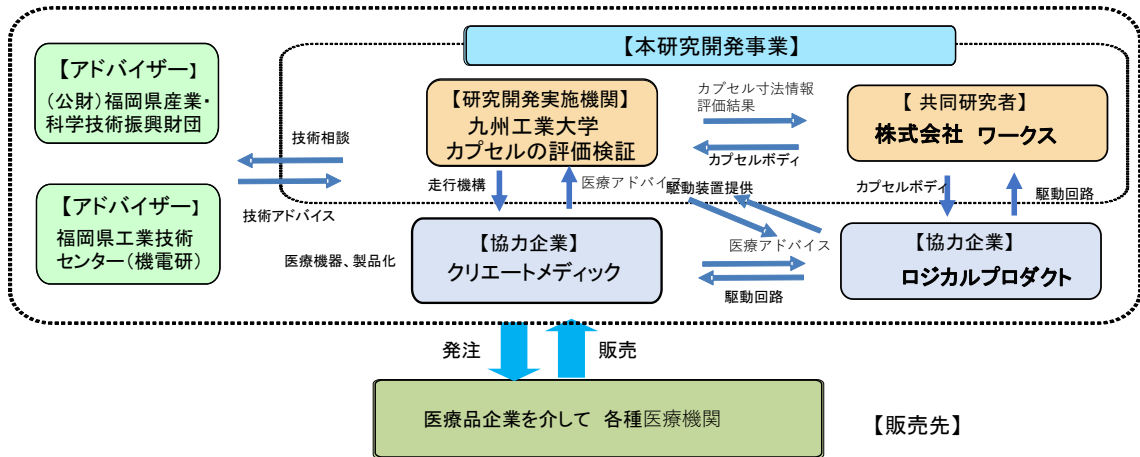 【本研究開発事業】
【アドバイザー】
(公財)福岡県産業・
科学技術振興財団
【研究開発実施機関】
九州工業大学
カプセルの評価検証
カプセル寸法情報
評価結果
カプセルボディ
【 共同研究者】
株式会社 ワークス
技術相談
技術アドバイス
走行機構
医療アドバイス
駆動装置提供
カプセルボディ
駆動回路
【アドバイザー】
福岡県工業技術
センター(機電研)
医療機器、製品化
【協力企業】
クリエートメディック
医療アドバイス
駆動回路
【協力企業】
ロジカルプロダクト
発注
販売
医療品企業を介して 各種医療機関
【販売先】